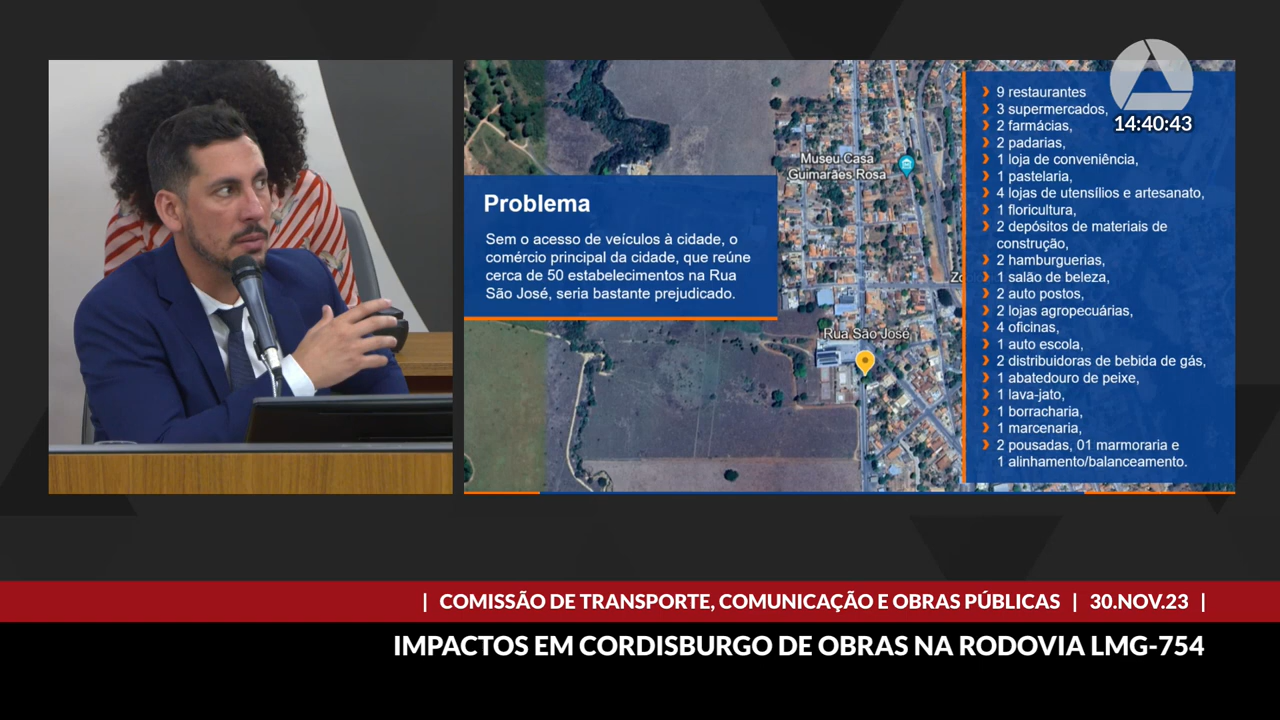 14:40:43
Problema
Sem o acesso de veículos à cidade, o
comércio principal da cidade, que reúne
cerca de 50 estabelecimentos na Rua
São José, seria bastante prejudicado.
Museu Casa
Guimarães Rosa
Rua São José
9 restaurantes
3 supermercados,
2 farmácias,
2 padarias,
1 loja de conveniência,
1 pastelaria,
4 lojas de utensílios e artesanato,
1 floricultura,
2 depósitos de materiais de
construção,
2 hamburguerias,
1 salão de beleza,
2 auto postos,
2 lojas agropecuárias,
4 oficinas,
1 auto escola,
2 distribuidoras de bebida de gás,
1 abatedouro de peixe,
1 lava-jato,
1 borracharia,
1 marcenaria,
2 pousadas, 01 marmoraria e
1 alinhamento/balanceamento.
| COMISSÃO DE TRANSPORTE, COMUNICAÇÃO E OBRAS PÚBLICAS | 30.NOV.23 |
IMPACTOS EM CORDISBURGO DE OBRAS NA RODOVIA LMG-754